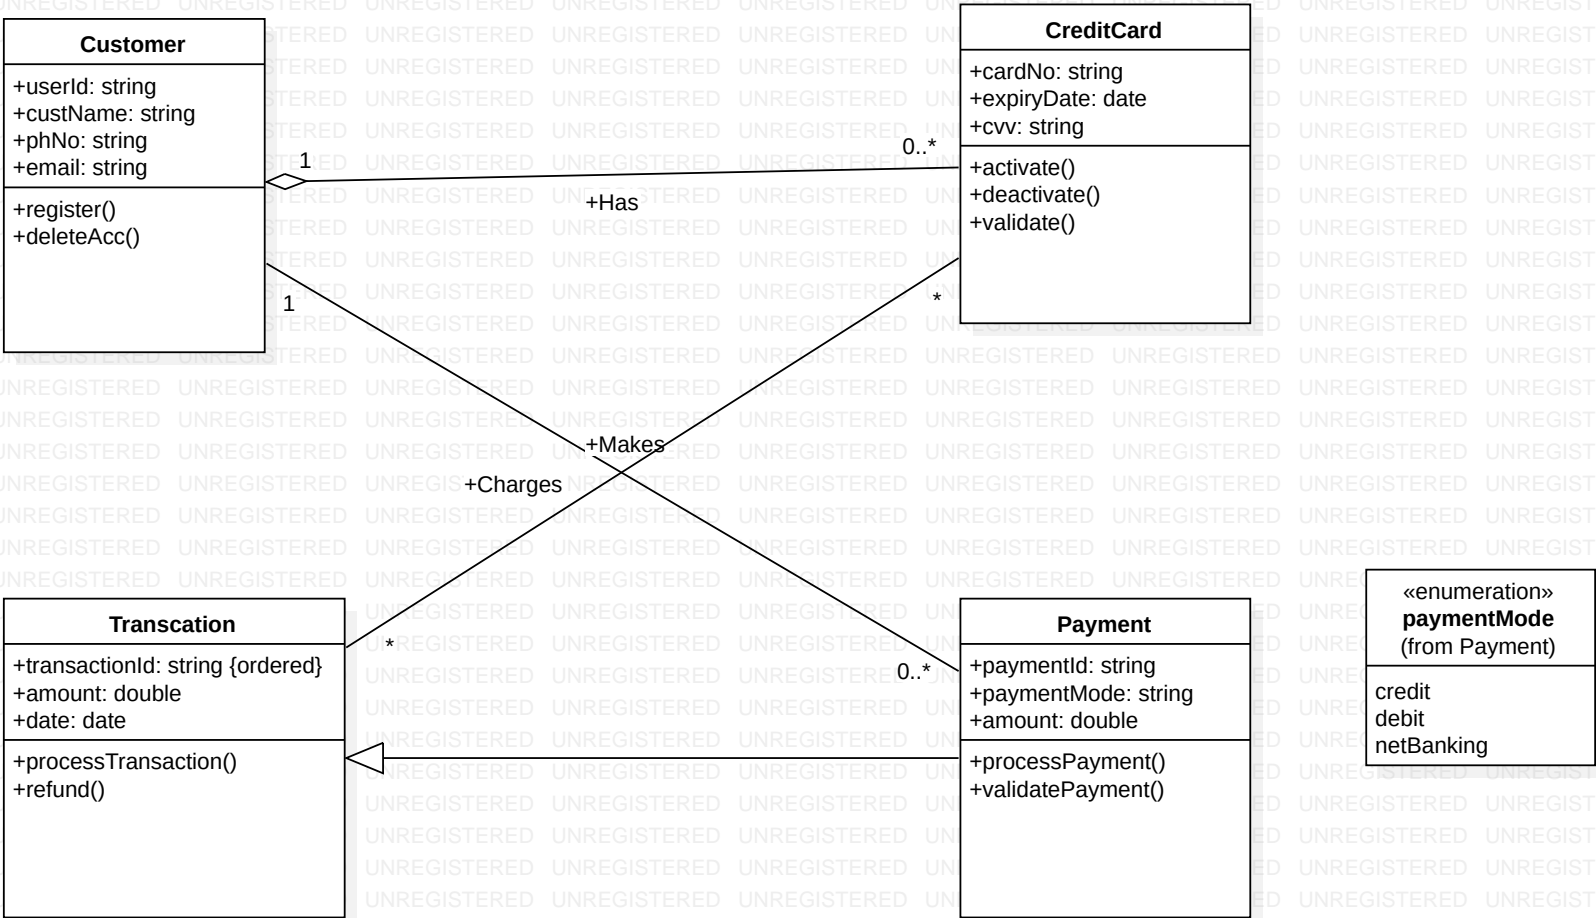 Customer
+userId: string
+custName: string
+phNo: string
+email: string
+register()
+deleteAcc()
CreditCard
+cardNo: string
+expiryDate: date
+cvv: string
+activate()
+deactivate()
+validate()
1
0..*
+Has
1
*
+Makes
+Charges
*
0..*
Transcation
+transactionId: string {ordered}
+amount: double
+date: date
+processTransaction()
+refund()
Payment
+paymentId: string
+paymentMode: string
+amount: double
+processPayment()
+validatePayment()
«enumeration»
paymentMode
(from Payment)
credit
debit
netBanking
UNREGISTERED